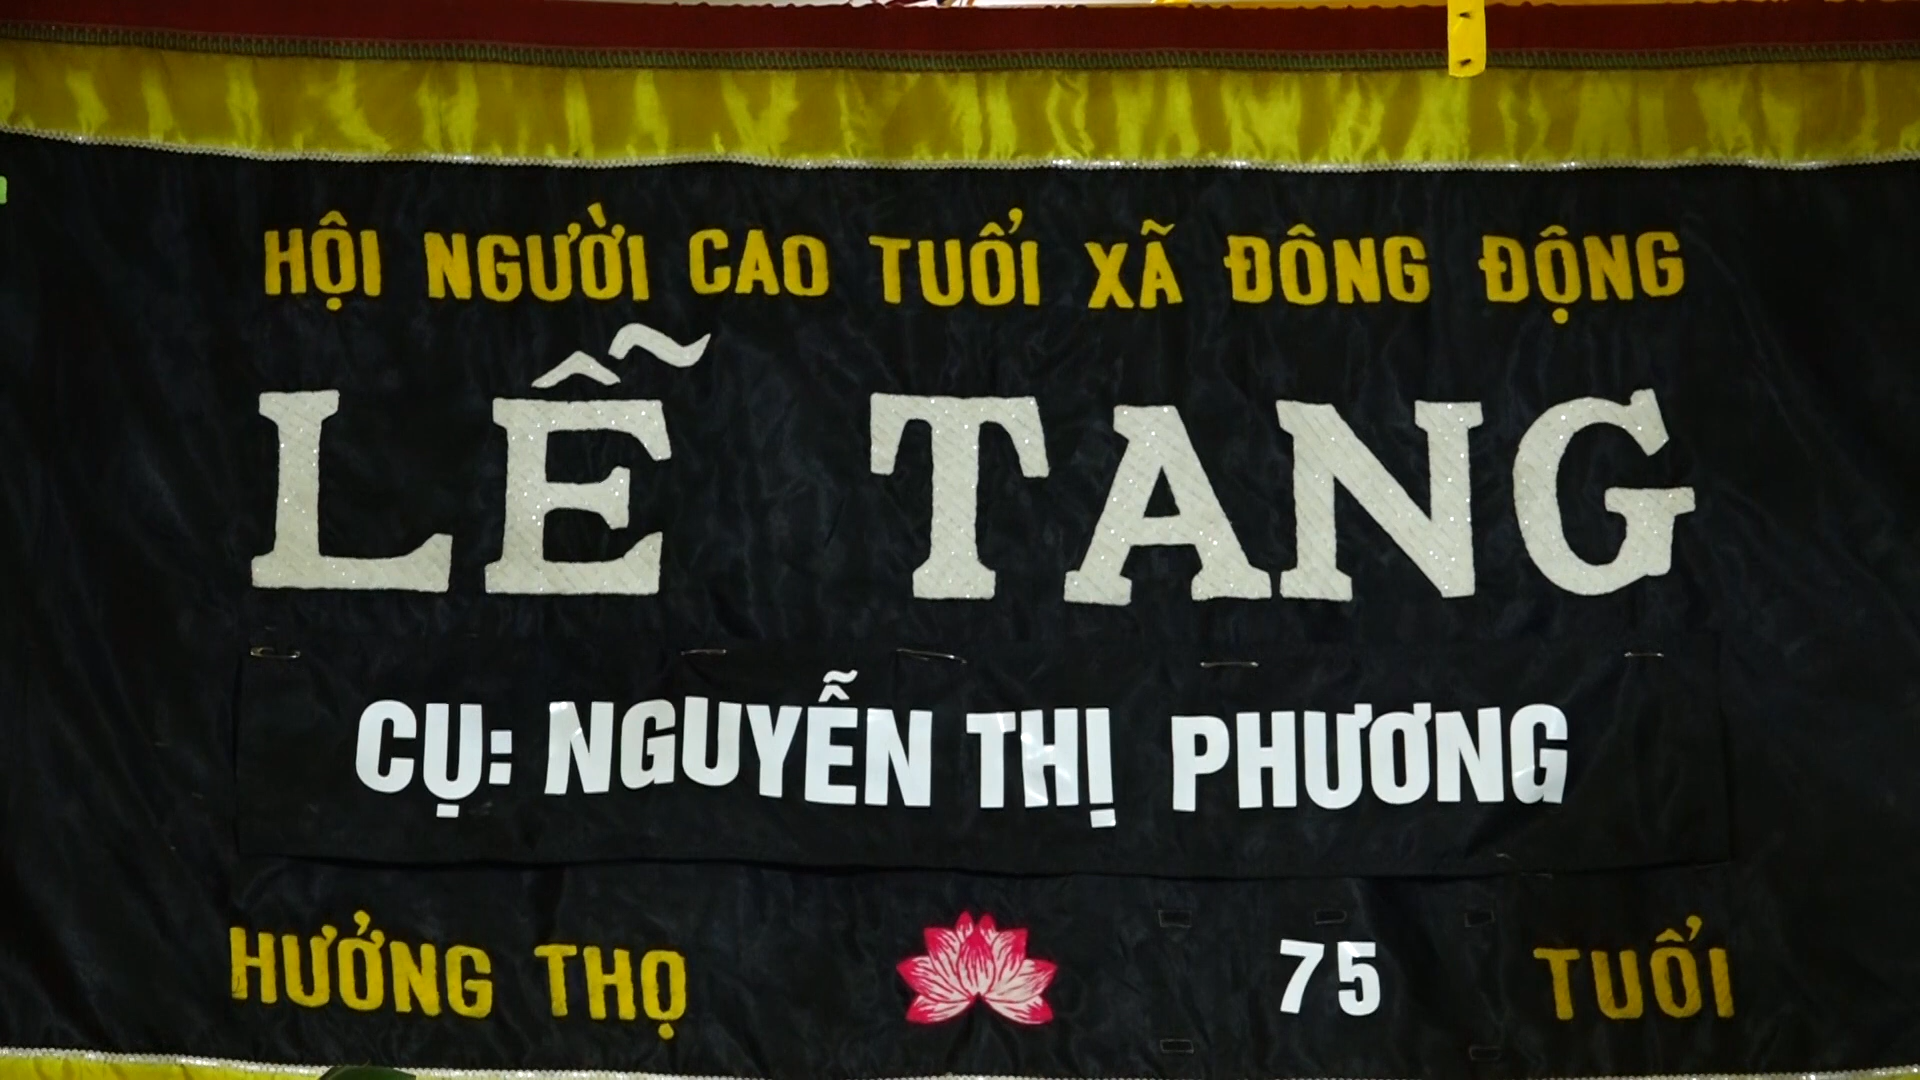 HỘI NGƯỜI CAO TUỔI XÃ ĐÔNG ĐỘNG
LỄ TANG
CỤ: NGUYỄN THỊ PHƯƠNG
HƯỞNG THỌ 75 TUỔI